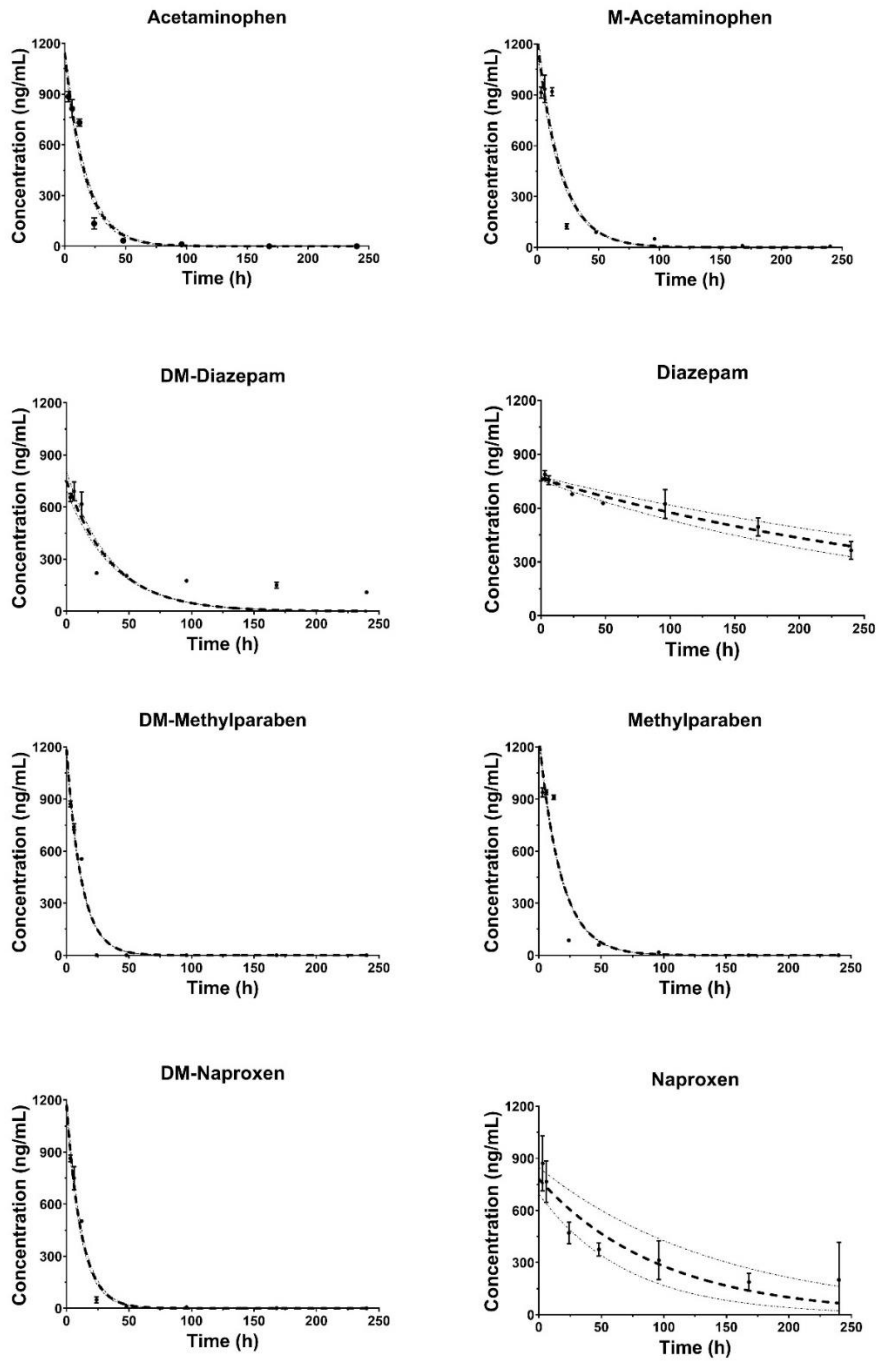 Acetaminophen
Concentration (ng/mL)
1200
900
600
300
0
0 50 100 150 200 250
Time (h)
M-Acetaminophen
Concentration (ng/mL)
1200
900
600
300
0
0 50 100 150 200 250
Time (h)
DM-Diazepam
Concentration (ng/mL)
1200
900
600
300
0
0 50 100 150 200 250
Time (h)
Diazepam
Concentration (ng/mL)
1200
900
600
300
0
0 50 100 150 200 250
Time (h)
DM-Methylparaben
Concentration (ng/mL)
1200
900
600
300
0
0 50 100 150 200 250
Time (h)
Methylparaben
Concentration (ng/mL)
1200
900
600
300
0
0 50 100 150 200 250
Time (h)
DM-Naproxen
Concentration (ng/mL)
1200
900
600
300
0
0 50 100 150 200 250
Time (h)
Naproxen
Concentration (ng/mL)
1200
900
600
300
0
0 50 100 150 200 250
Time (h)